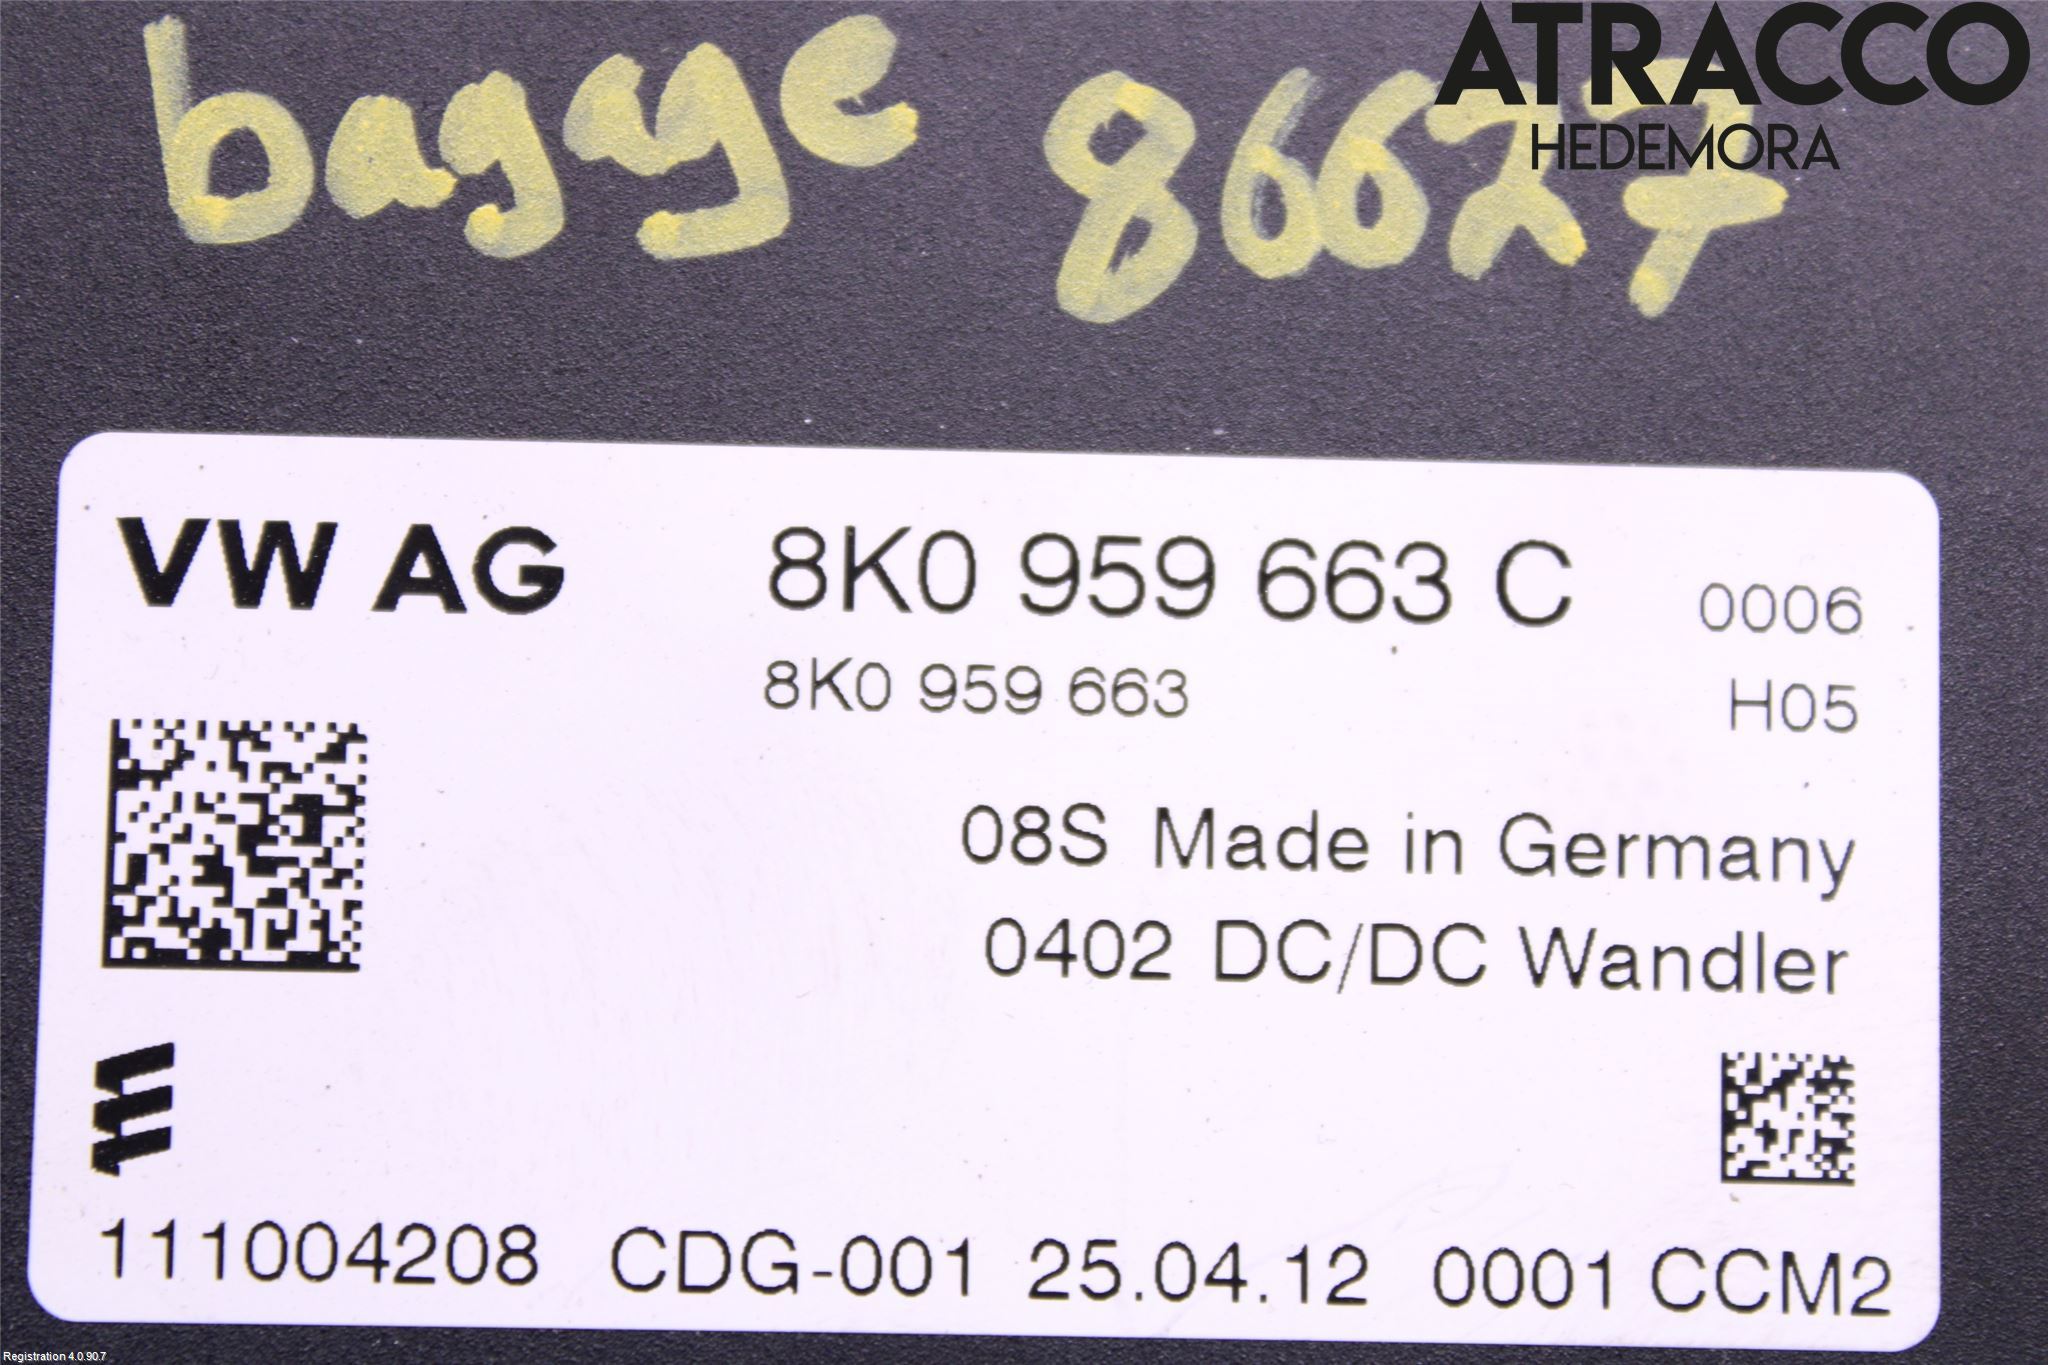 ATRACCO
HEDEMORA
bagage 86627
VW AG 8K0 959 663 C 0006
8K0 959 663 H05
08S Made in Germany
0402 DC/DC Wandler
111004208 CDG-001 25.04.12 0001 CCM2
Registration 4.0.90.7